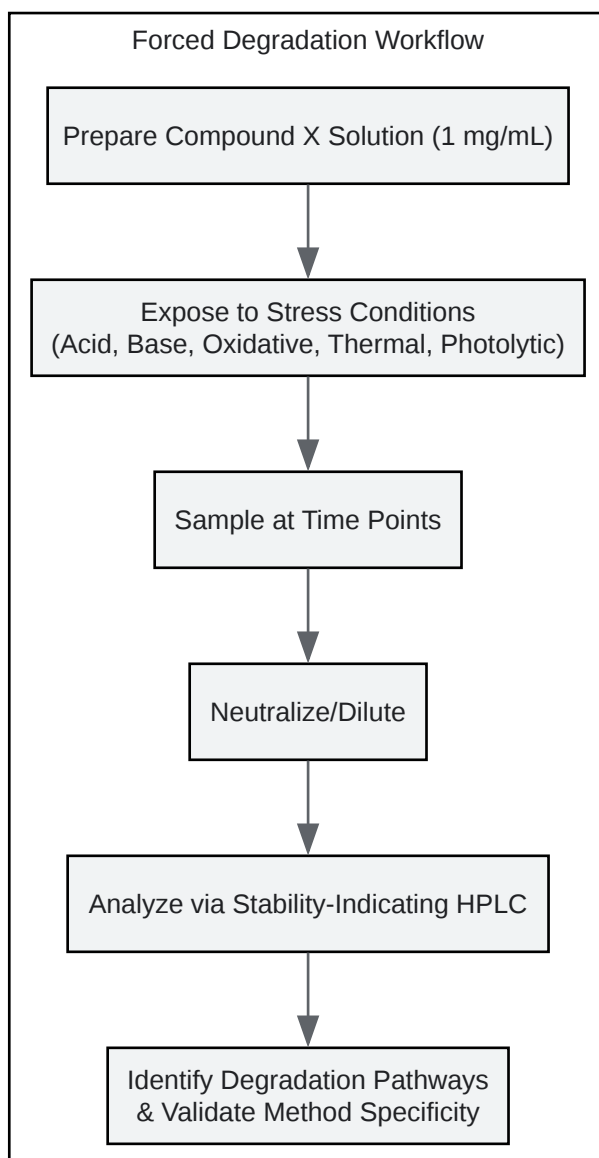 Forced Degradation Workflow
Prepare Compound X Solution (1 mg/mL)
Expose to Stress Conditions
(Acid, Base, Oxidative, Thermal, Photolytic)
Sample at Time Points
Neutralize/Dilute
Analyze via Stability-Indicating HPLC
Identify Degradation Pathways
& Validate Method Specificity